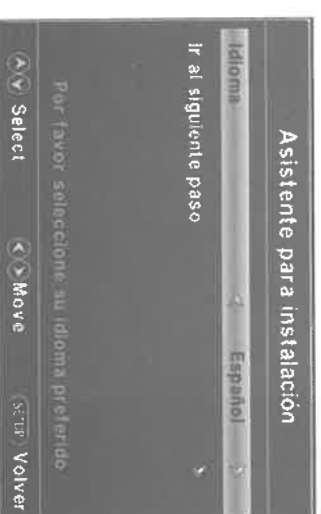 Asistente para instalación
Idioma Español
Ir al siguiente paso
Por favor seleccione su idioma preferido
Select Move SETUP Volver